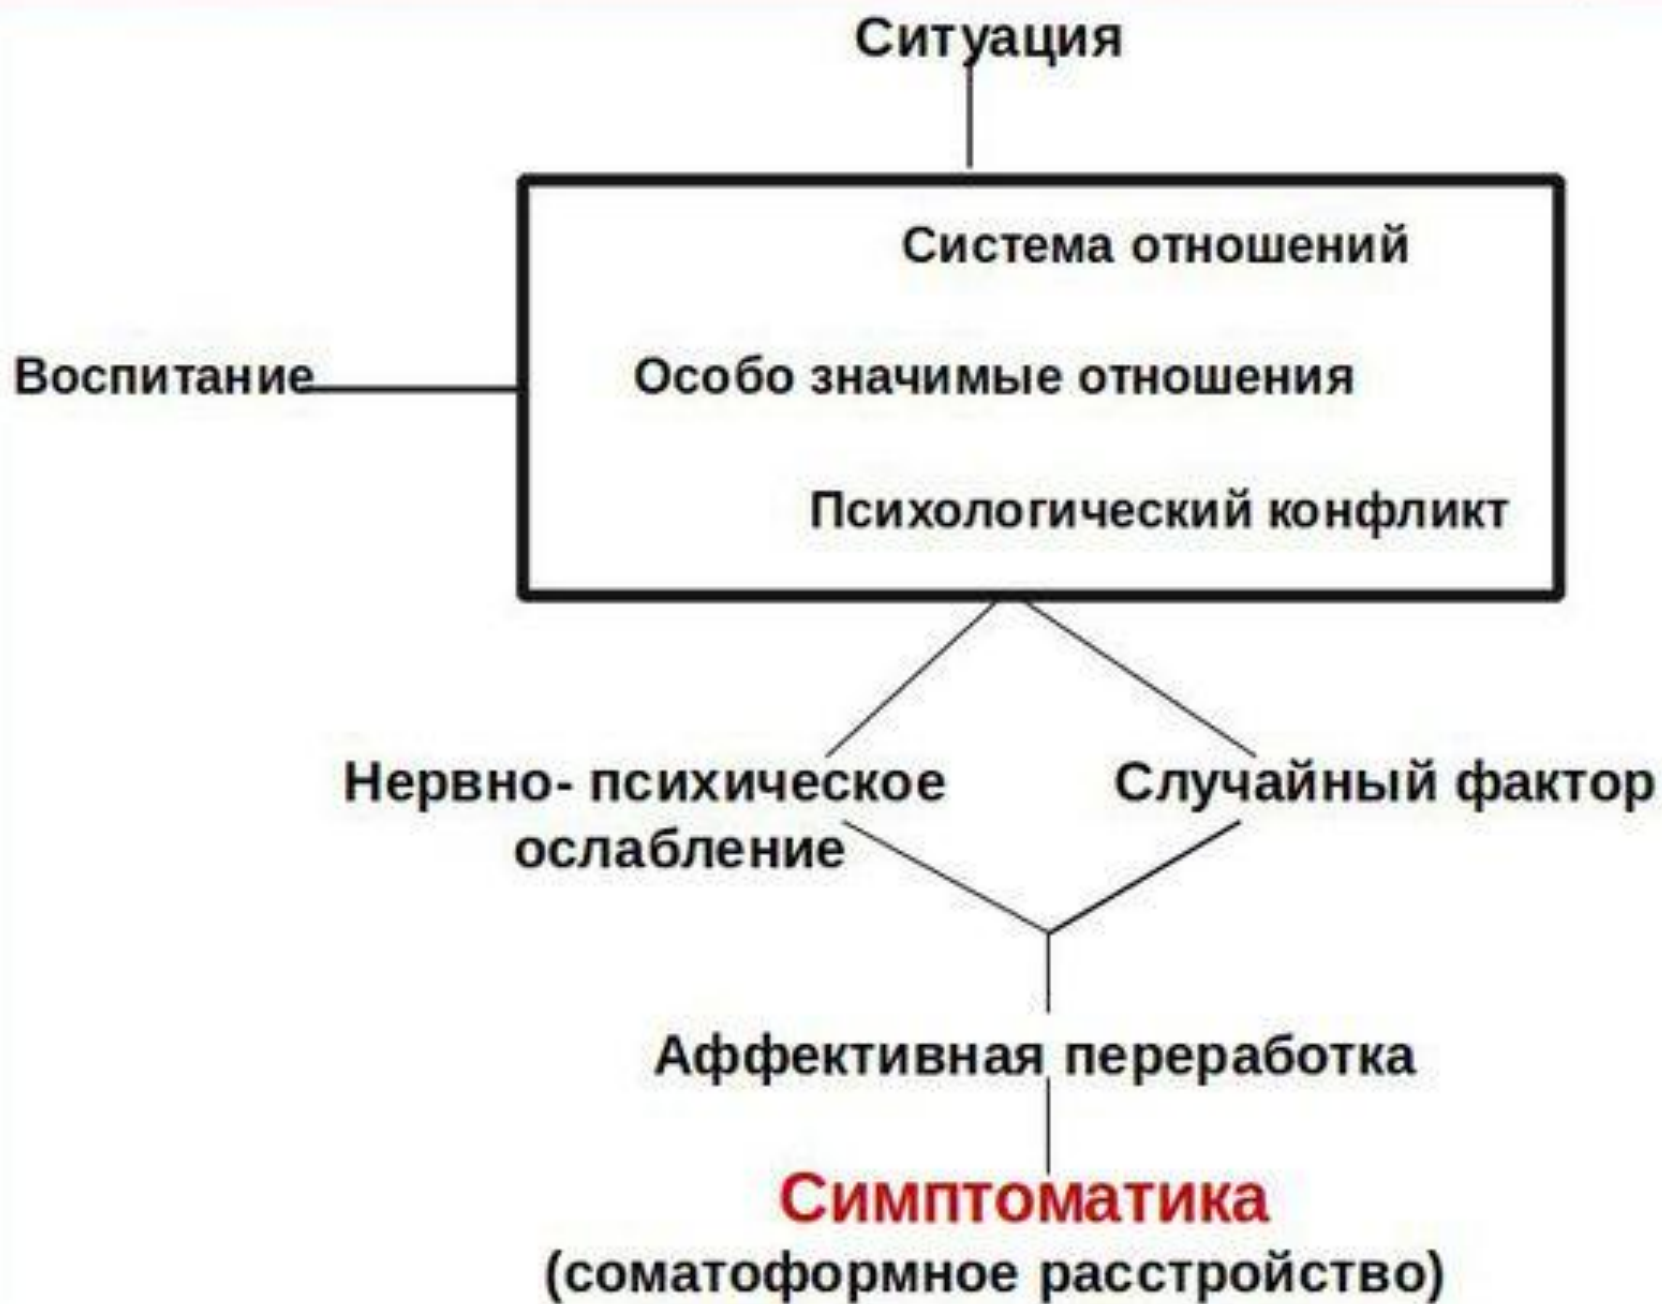 Ситуация
Система отношений
Воспитание
Особо значимые отношения
Психологический конфликт
Нервно- психическое
ослабление
Случайный фактор
Аффективная переработка
Симптоматика
(соматоформное расстройство)